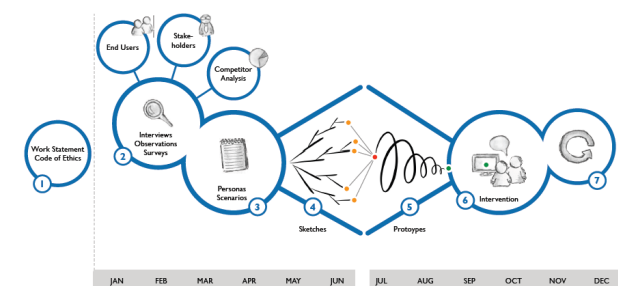 End Users
Stake-
holders
Competitor
Analysis
Work Statement
Code of Ethics
1
Interviews
Observations
Surveys
2
Personas
Scenarios
3
4
Sketches
5
Protoypes
6
Intervention
7
JAN FEB MAR APR MAY JUN JUL AUG SEP OCT NOV DEC